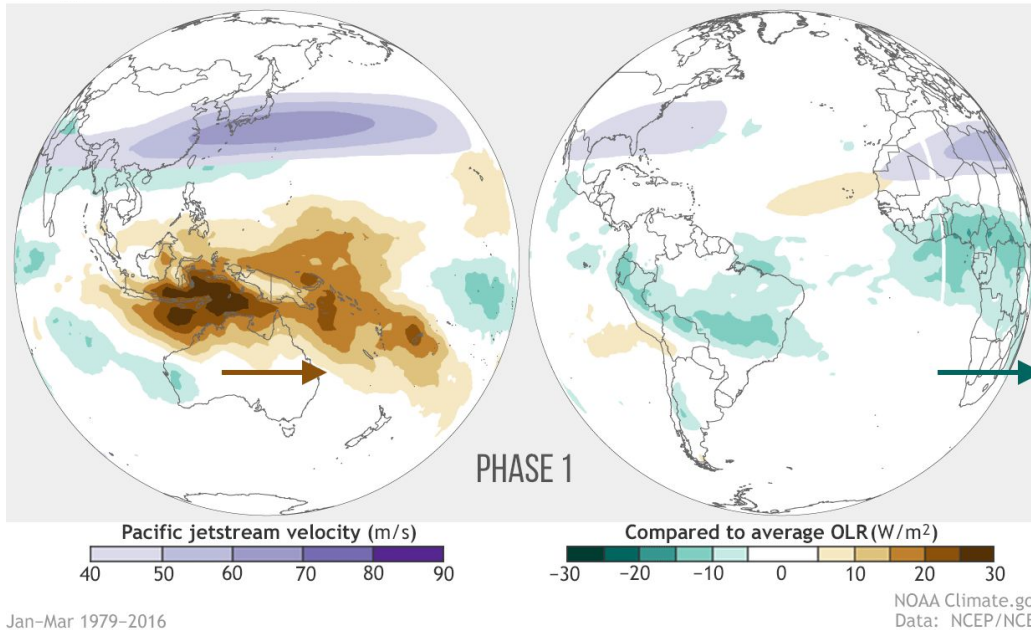 PHASE 1
Pacific jetstream velocity (m/s)
40 50 60 70 80 90
Compared to average OLR (W/m²)
−30 −20 −10 0 10 20 30
Jan–Mar 1979–2016
NOAA Climate.go
Data: NCEP/NCE